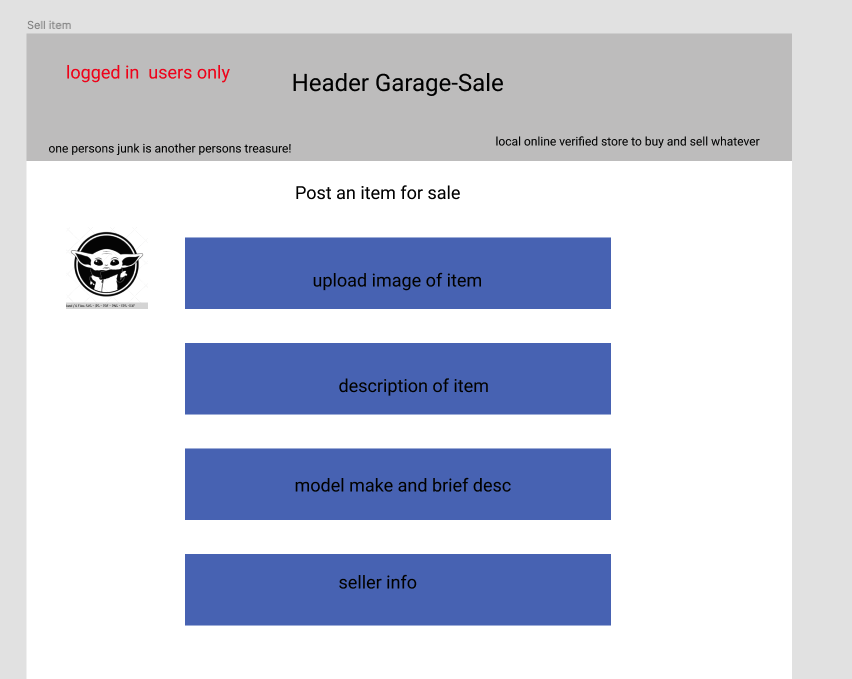 Sell item
logged in  users only
Header Garage-Sale
one persons junk is another persons treasure!
local online verified store to buy and sell whatever
Post an item for sale
upload image of item
description of item
model make and brief desc
seller info